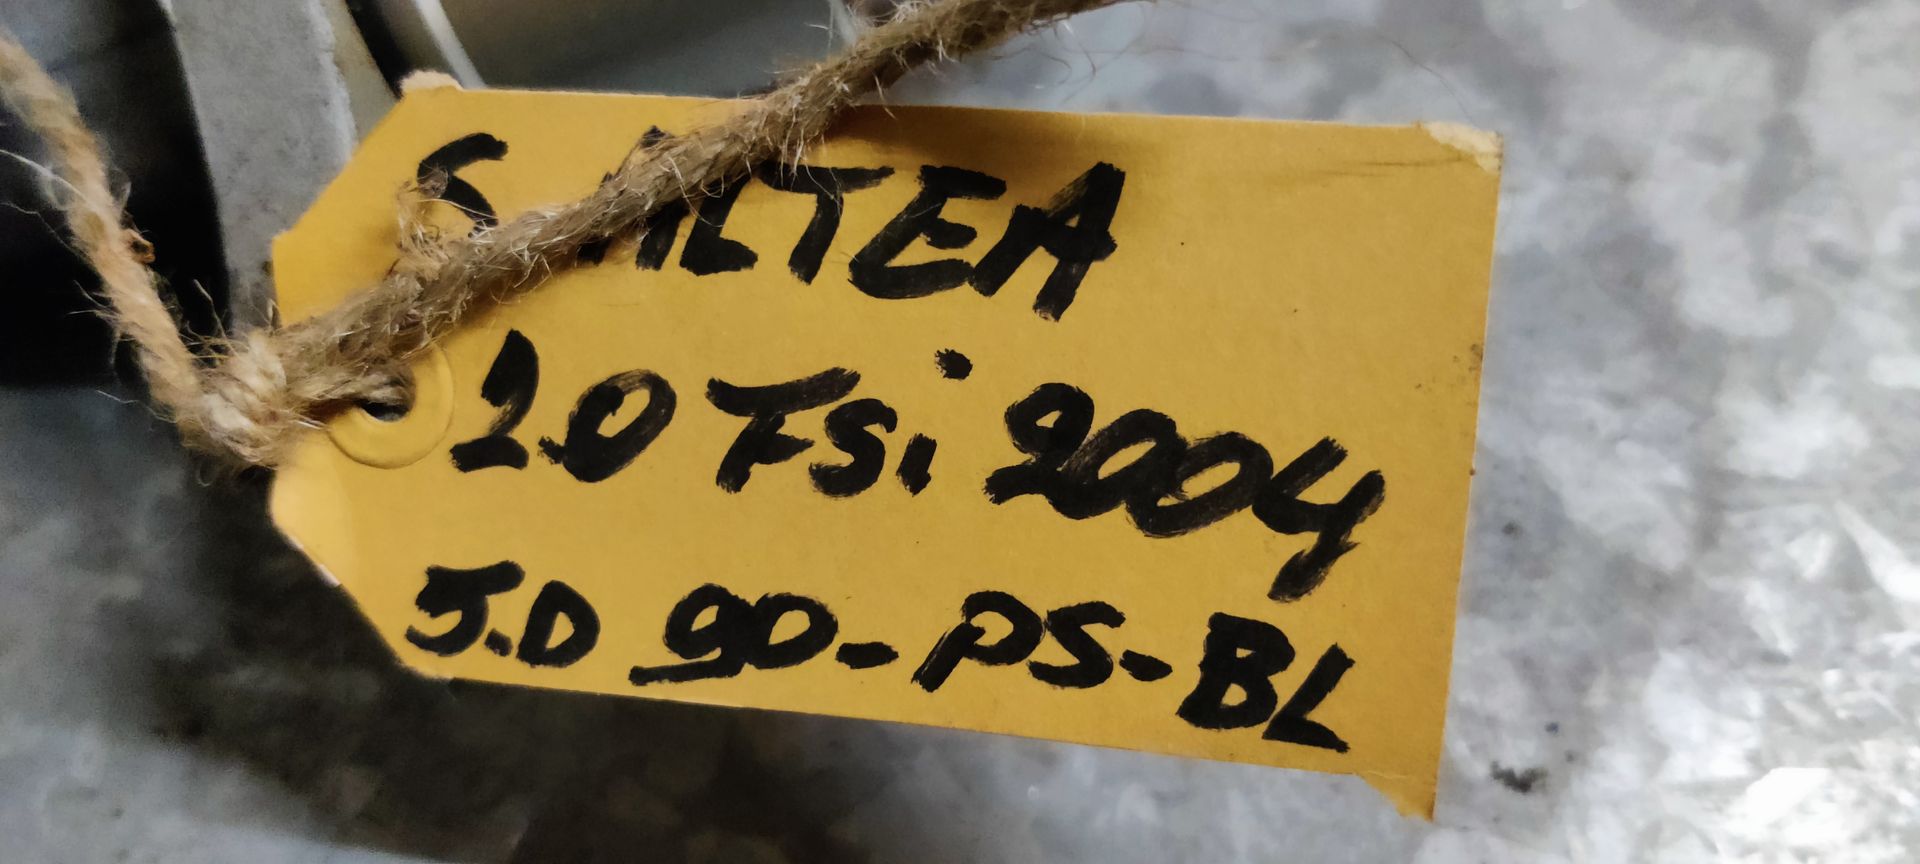 S ALTEA
2.0 FSi 2004
5.D 90-PS-BL